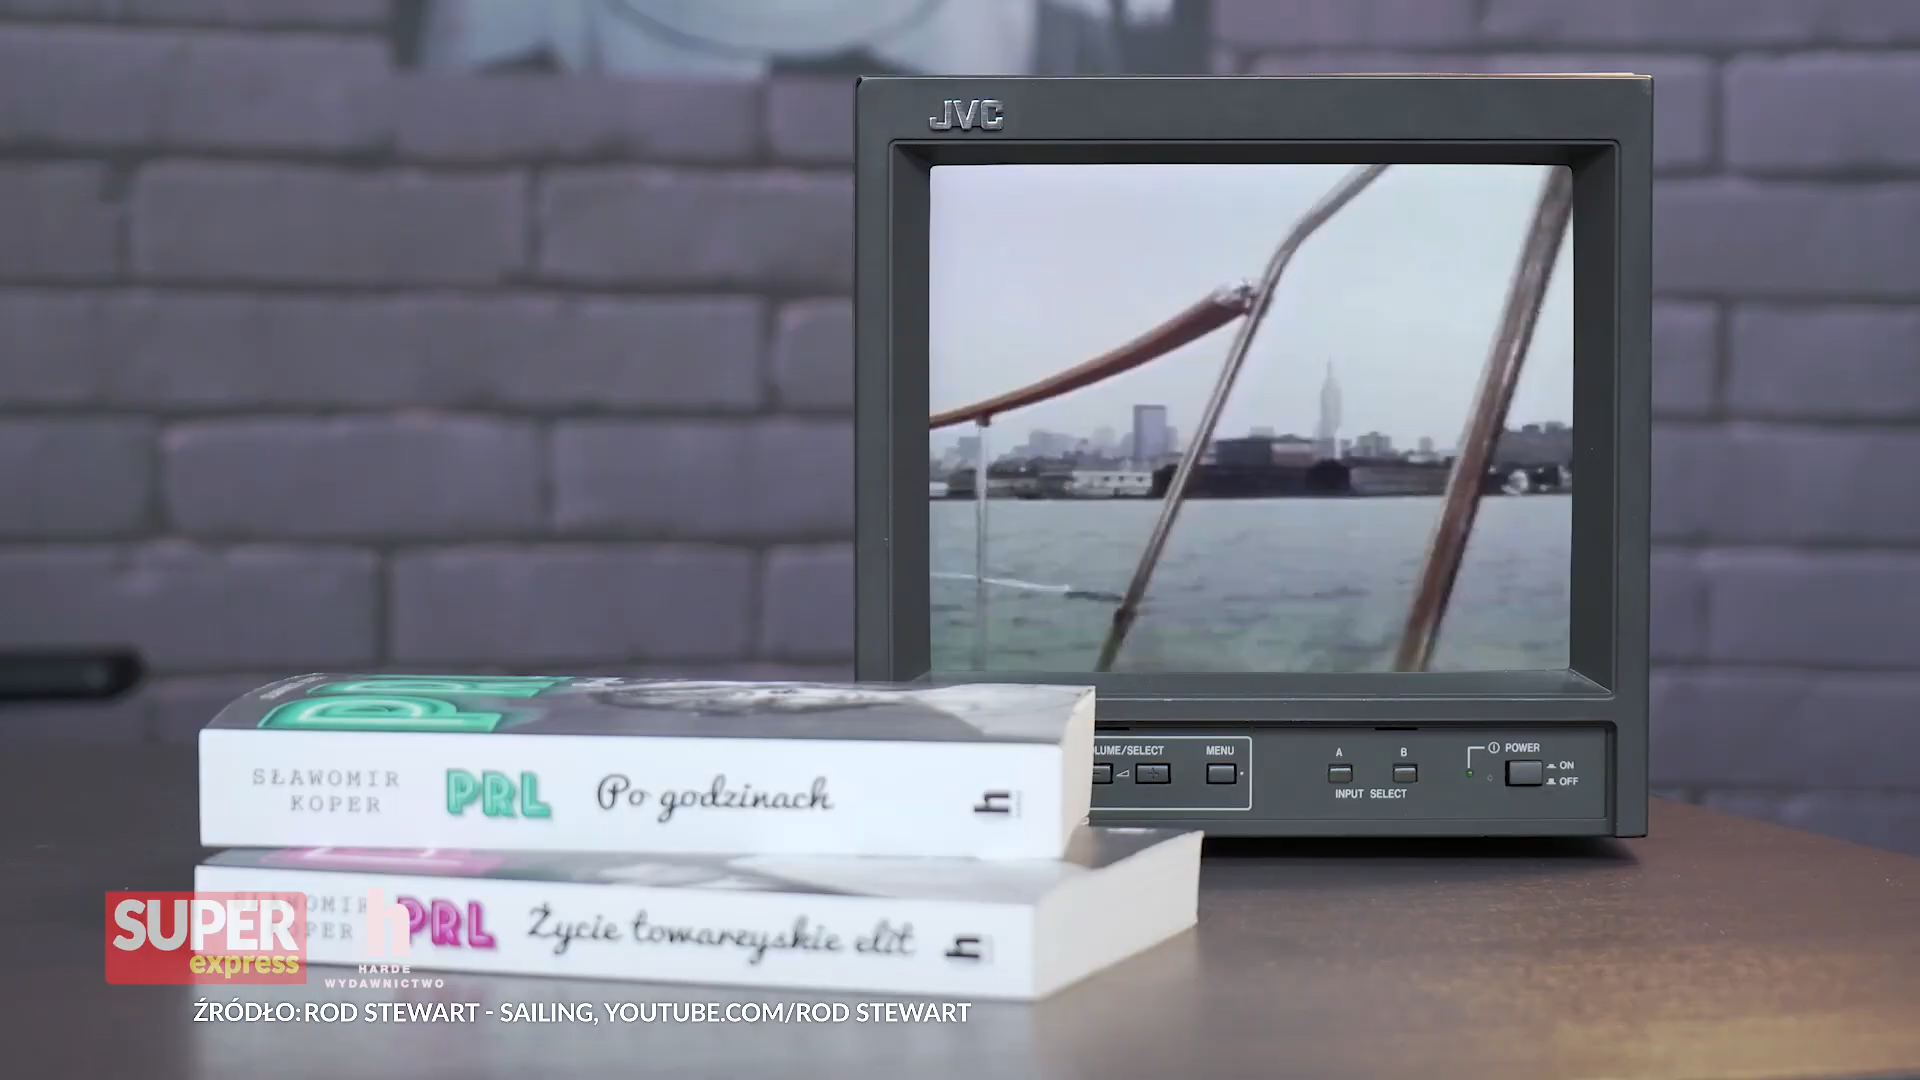 JVC
VOLUME/SELECT
MENU
A
B
INPUT SELECT
POWER
ON
OFF
SŁAWOMIR
KOPER
PRL
Po godzinach
h
PRL
Życie towarzyskie elit
h
SUPER
express
h
HARDE
WYDAWNICTWO
ŹRÓDŁO: ROD STEWART - SAILING, YOUTUBE.COM/ROD STEWART